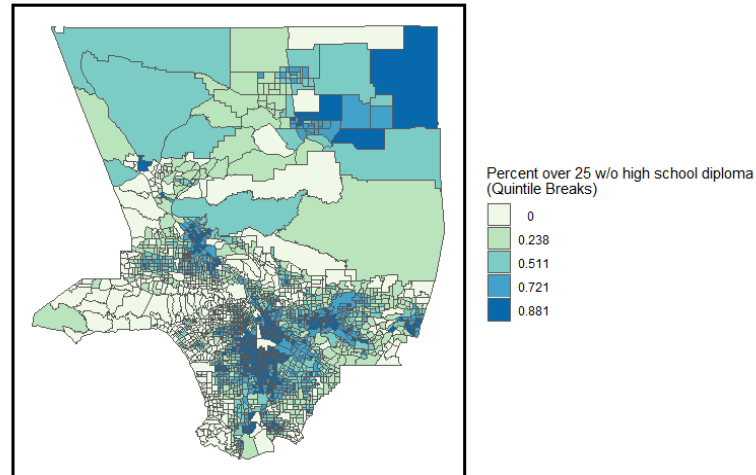 Percent over 25 w/o high school diploma
(Quintile Breaks)
0
0.238
0.511
0.721
0.881